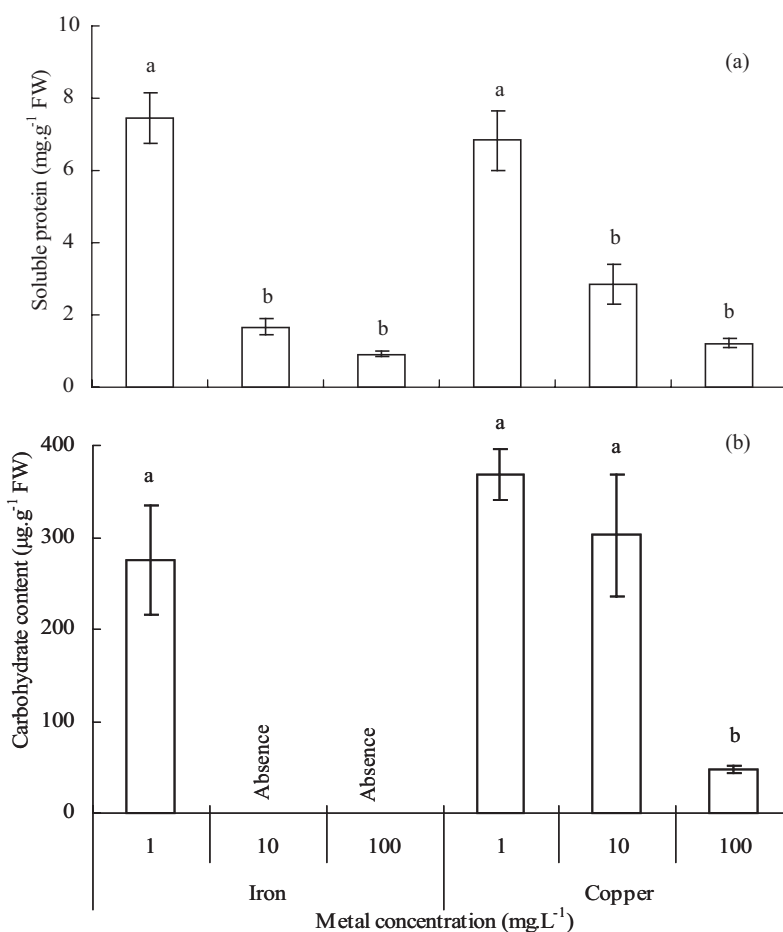 10
8
6
4
2
0
Soluble protein (mg.g⁻¹ FW)
(a)
a
b
b
a
b
b
400
300
200
100
0
Carbohydrate content (µg.g⁻¹ FW)
(b)
a
Absence
Absence
a
a
b
1 10 100 1 10 100
Iron Copper
Metal concentration (mg.L⁻¹)